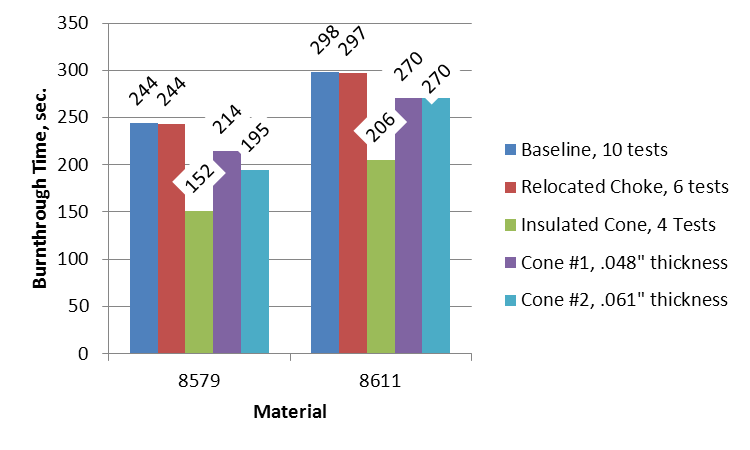 350
300
250
200
150
100
50
0
Burnthrough Time, sec.
244
244
152
214
195
298
297
206
270
270
8579
8611
Material
Baseline, 10 tests
Relocated Choke, 6 tests
Insulated Cone, 4 Tests
Cone #1, .048" thickness
Cone #2, .061" thickness